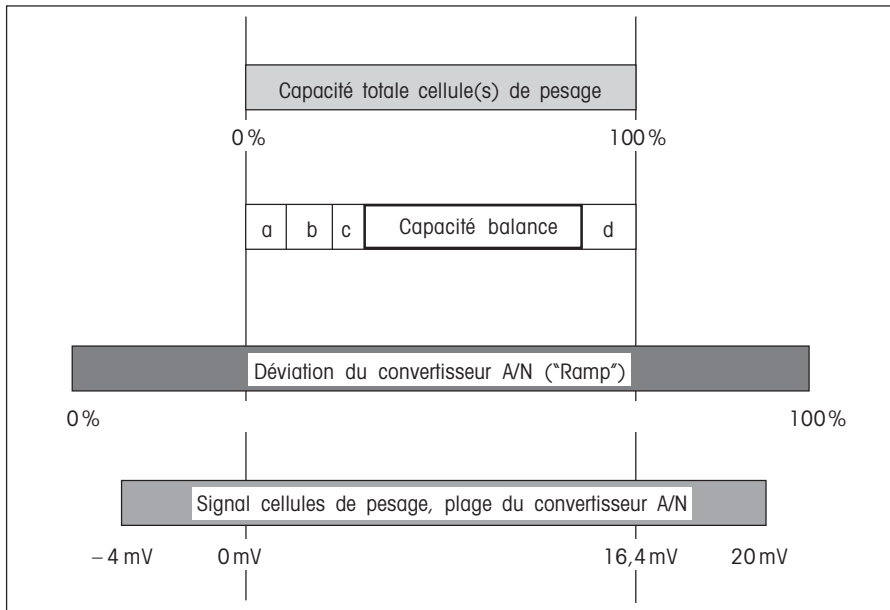 Capacité totale cellule(s) de pesage
0 % 100 %
a b c Capacité balance d
Déviation du convertisseur A/N ("Ramp")
0 % 100 %
Signal cellules de pesage, plage du convertisseur A/N
– 4 mV 0 mV 16,4 mV 20 mV